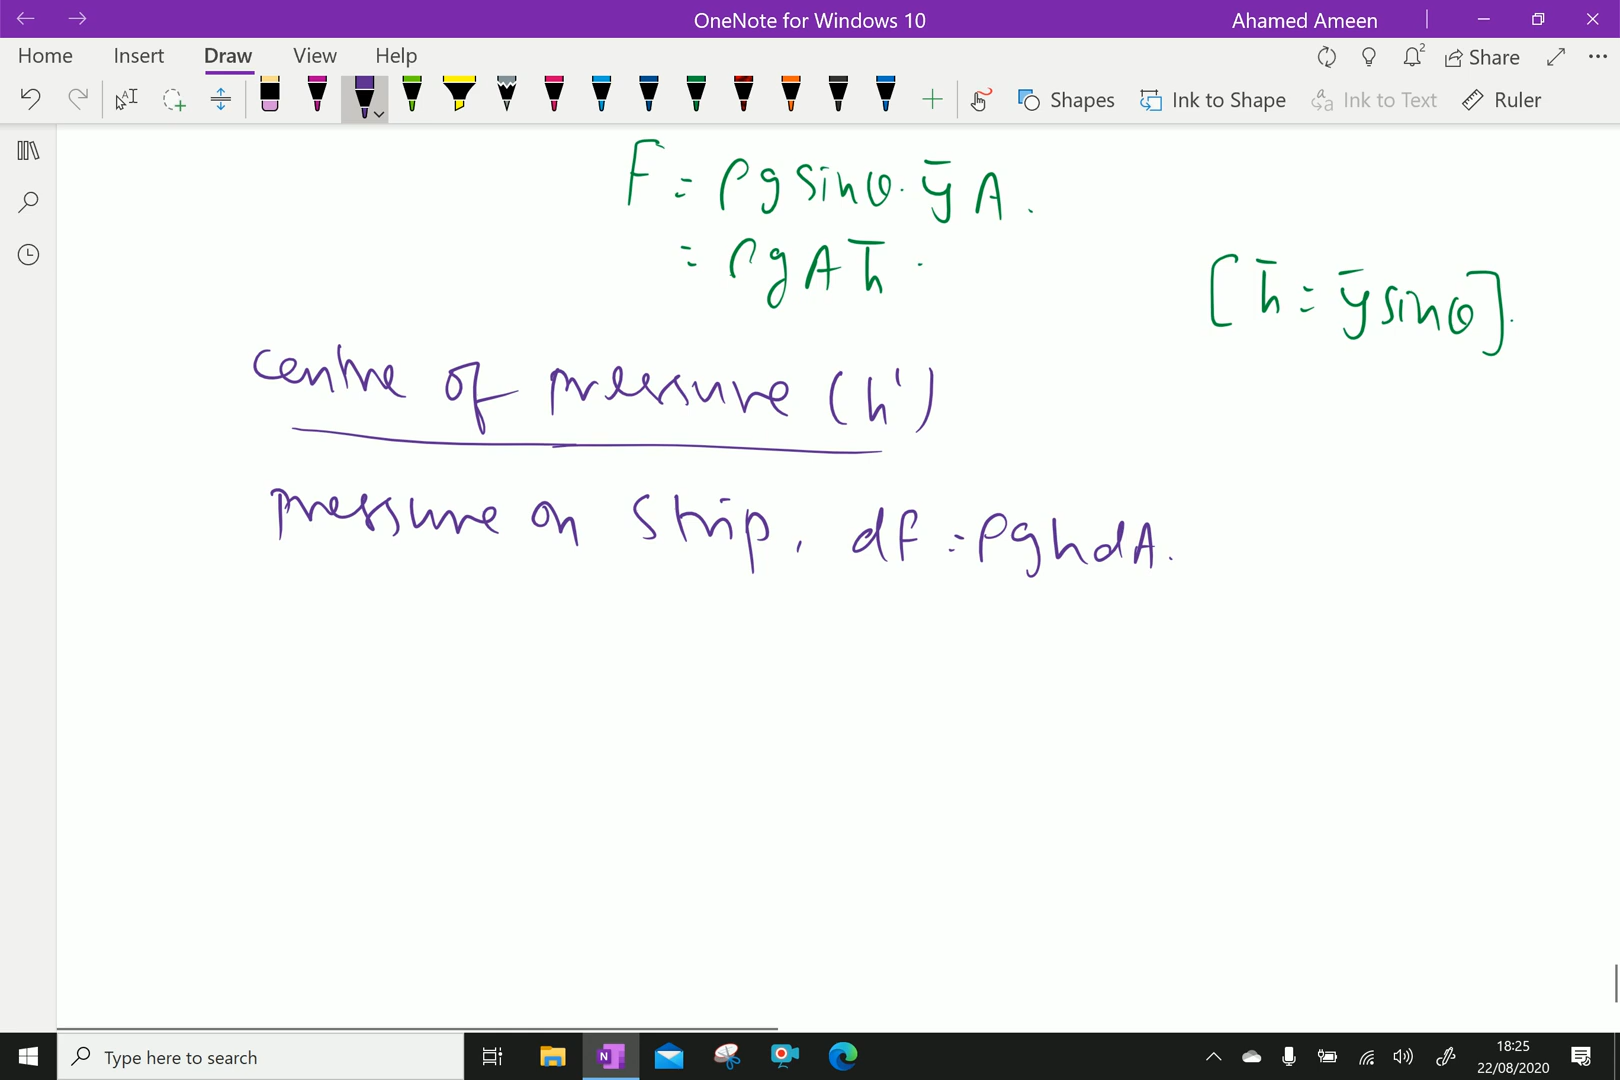 OneNote for Windows 10
Ahamed Ameen
Home Insert Draw View Help
2
Share
Shapes
Ink to Shape
Ink to Text
Ruler
F = ρg sinθ. ȳ A.
= ρgA h̄.
[h̄ = ȳ sinθ].
centre of pressure (h')
pressure on strip, dF = ρghdA.
Type here to search
18:25
22/08/2020